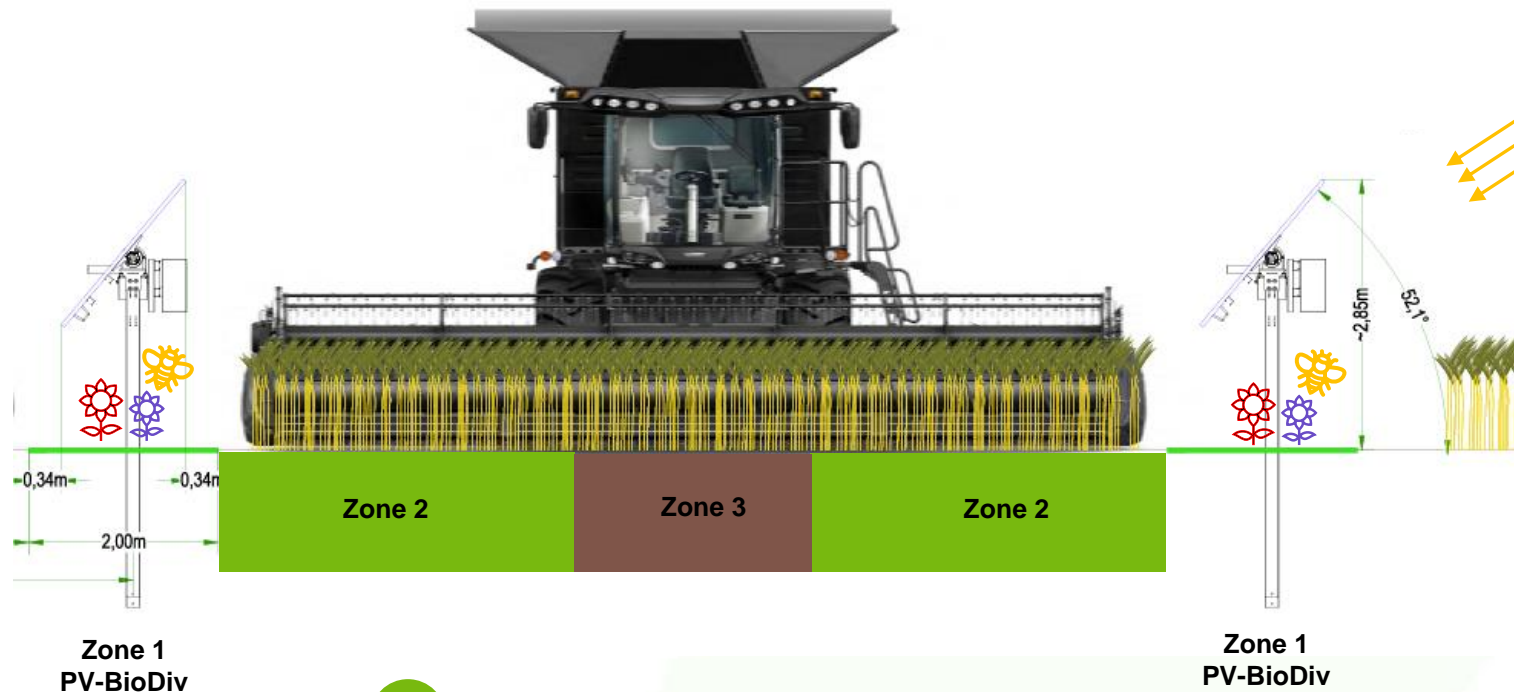 ~2,85m
52,1°
0,34m
0,34m
2,00m
Zone 2
Zone 3
Zone 2
Zone 1
PV-BioDiv
Zone 1
PV-BioDiv